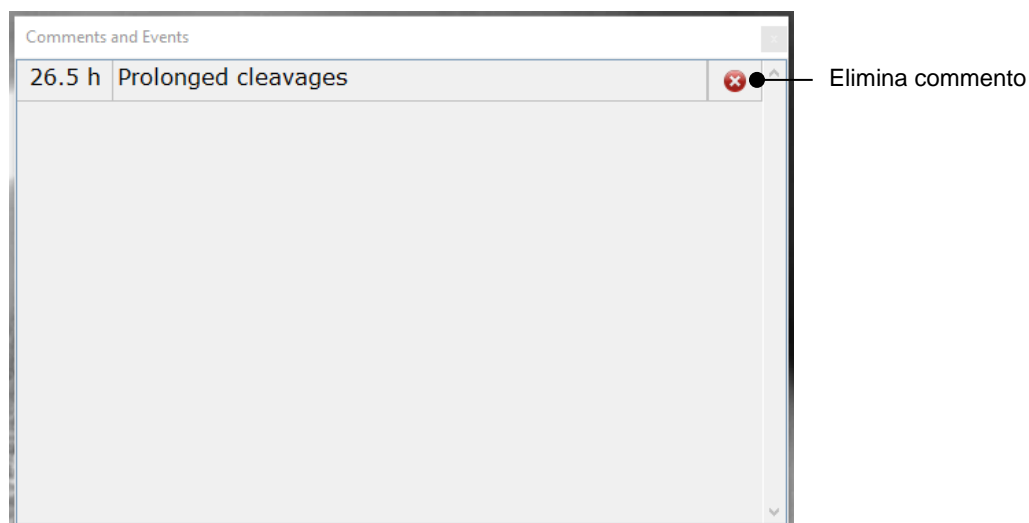 Comments and Events
26.5 h Prolonged cleavages
Elimina commento